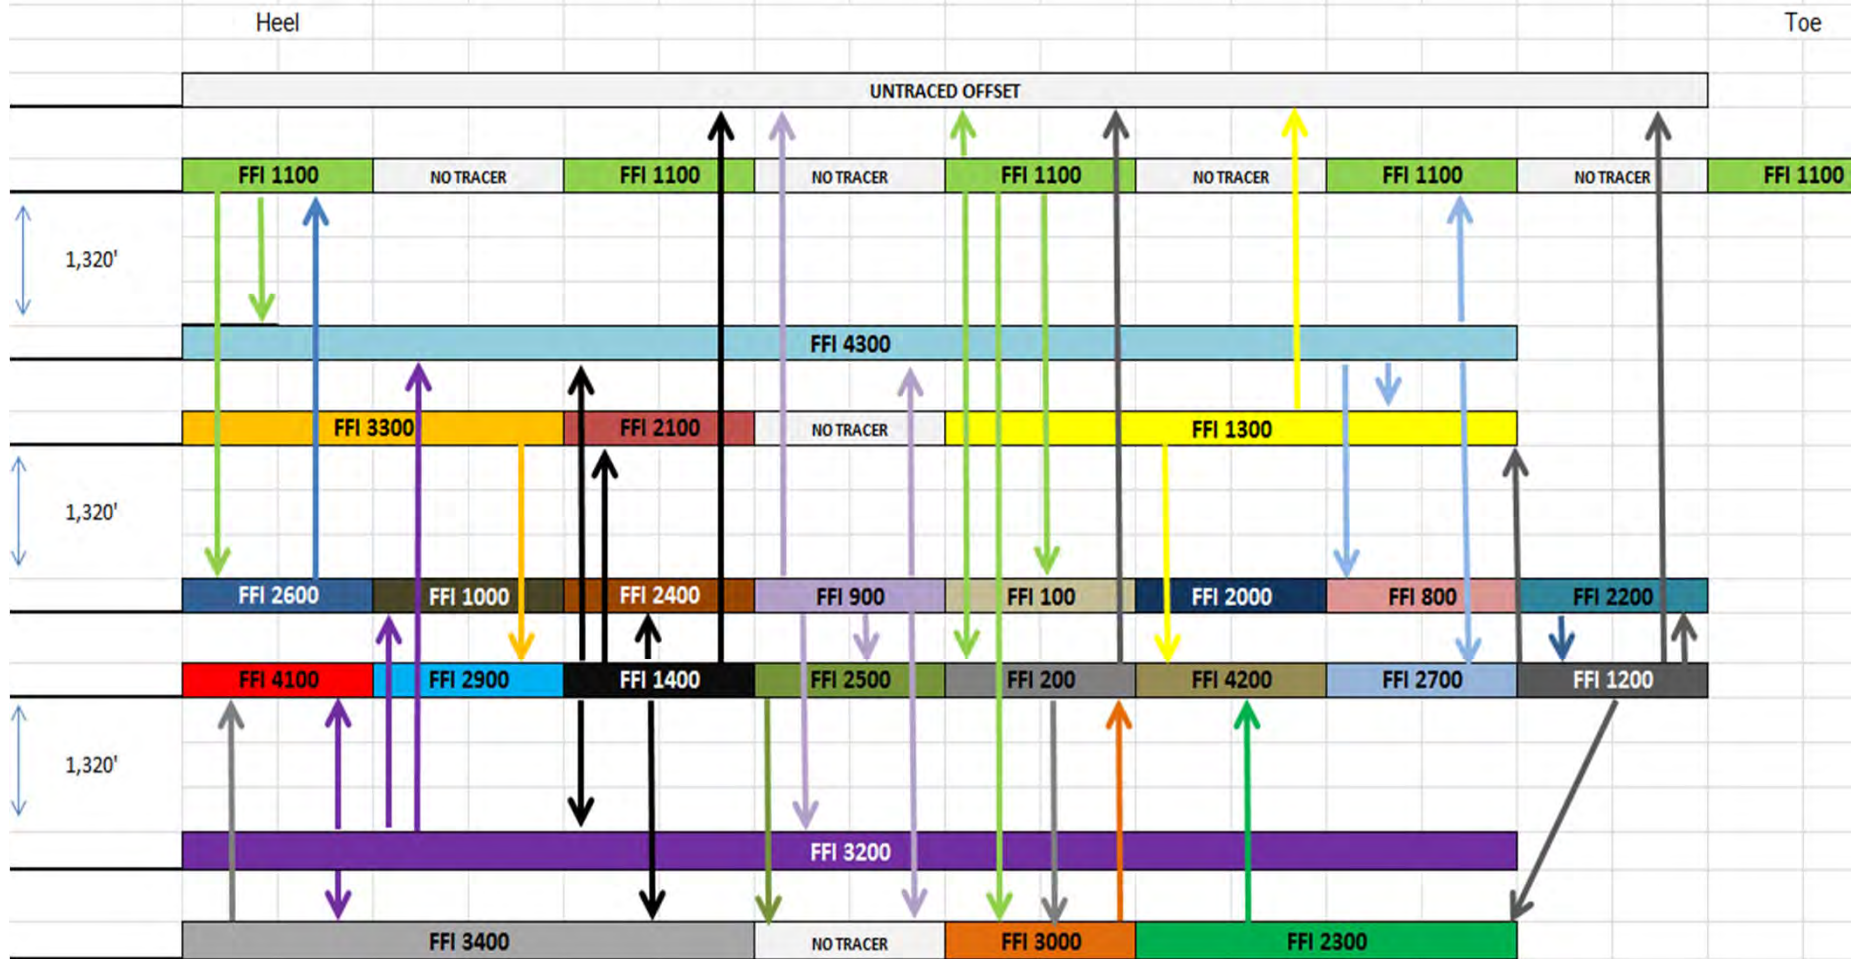 Heel Toe
UNTRACED OFFSET
FFI 1100 NO TRACER FFI 1100 NO TRACER FFI 1100 NO TRACER FFI 1100 NO TRACER FFI 1100
1,320'
FFI 4300
FFI 3300 FFI 2100 NO TRACER FFI 1300
1,320'
FFI 2600 FFI 1000 FFI 2400 FFI 900 FFI 100 FFI 2000 FFI 800 FFI 2200
FFI 4100 FFI 2900 FFI 1400 FFI 2500 FFI 200 FFI 4200 FFI 2700 FFI 1200
1,320'
FFI 3200
FFI 3400 NO TRACER FFI 3000 FFI 2300